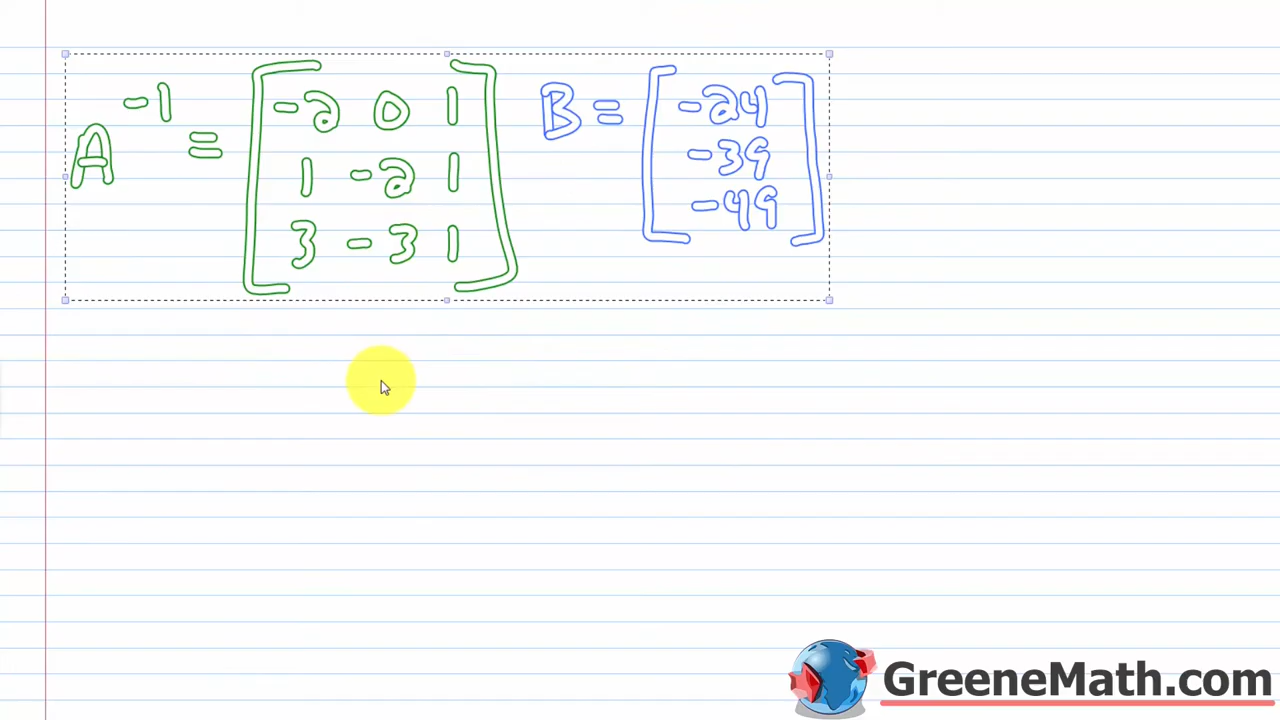 A⁻¹ = [ -2 0 1
1 -2 1
3 -3 1 ]
B = [ -24
-39
-49 ]
GreeneMath.com